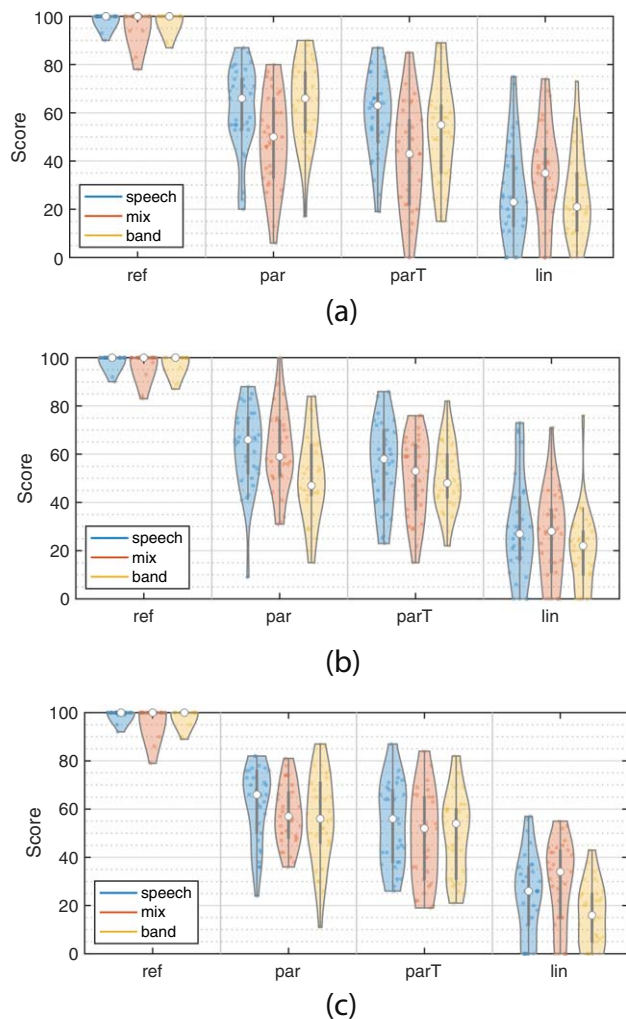 100
80
60
40
20
0
Score
speech
mix
band
ref par parT lin
(a)
100
80
60
40
20
0
Score
speech
mix
band
ref par parT lin
(b)
100
80
60
40
20
0
Score
speech
mix
band
ref par parT lin
(c)